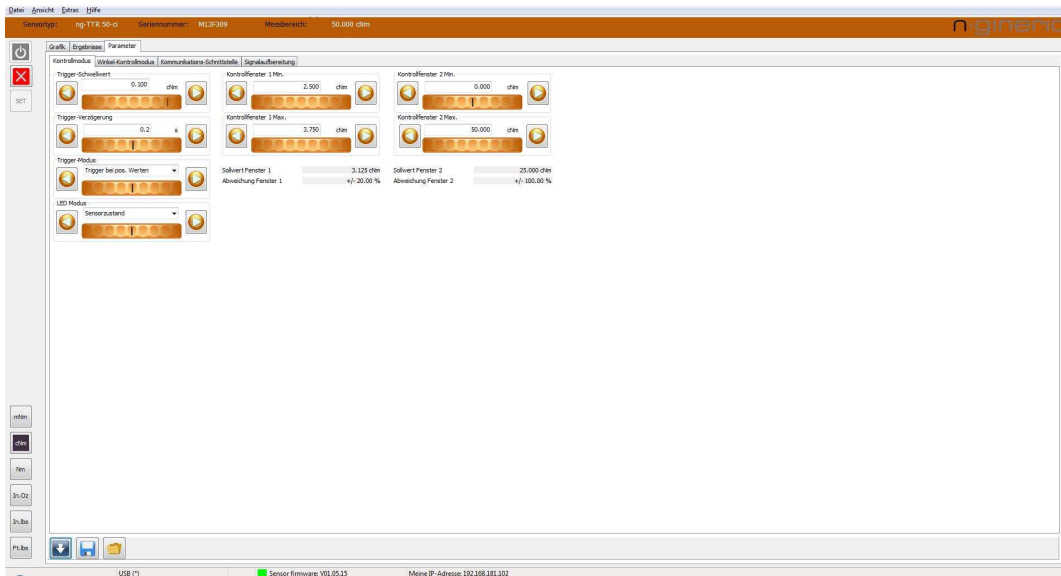 Datei Ansicht Extras Hilfe
Sensortyp: ng-TTR 50-ci Seriennummer: M13F309 Messbereich: 50.000 cNm
n-gineric
Grafik Ergebnisse Parameter
Kontrollmodus Winkel-Kontrollmodus Kommunikations-Schnittstelle Signalaufbereitung
Trigger-Schwellwert Kontrollfenster 1 Min. Kontrollfenster 2 Min.
0.100 cNm 2.500 cNm 0.000 cNm
SET
Trigger-Verzögerung Kontrollfenster 1 Max. Kontrollfenster 2 Max.
0.2 s 3.750 cNm 50.000 cNm
Trigger-Modus
Trigger bei pos. Werten Sollwert Fenster 1 3.125 cNm Sollwert Fenster 2 25.000 cNm
Abweichung Fenster 1 +/- 20.00 % Abweichung Fenster 2 +/- 100.00 %
LED Modus
Sensorzustand
mNm
cNm
Nm
In.Oz
In.lbs
Ft.lbs
USB (*) Sensor firmware: V01.05.15 Meine IP-Adresse: 192.168.181.102